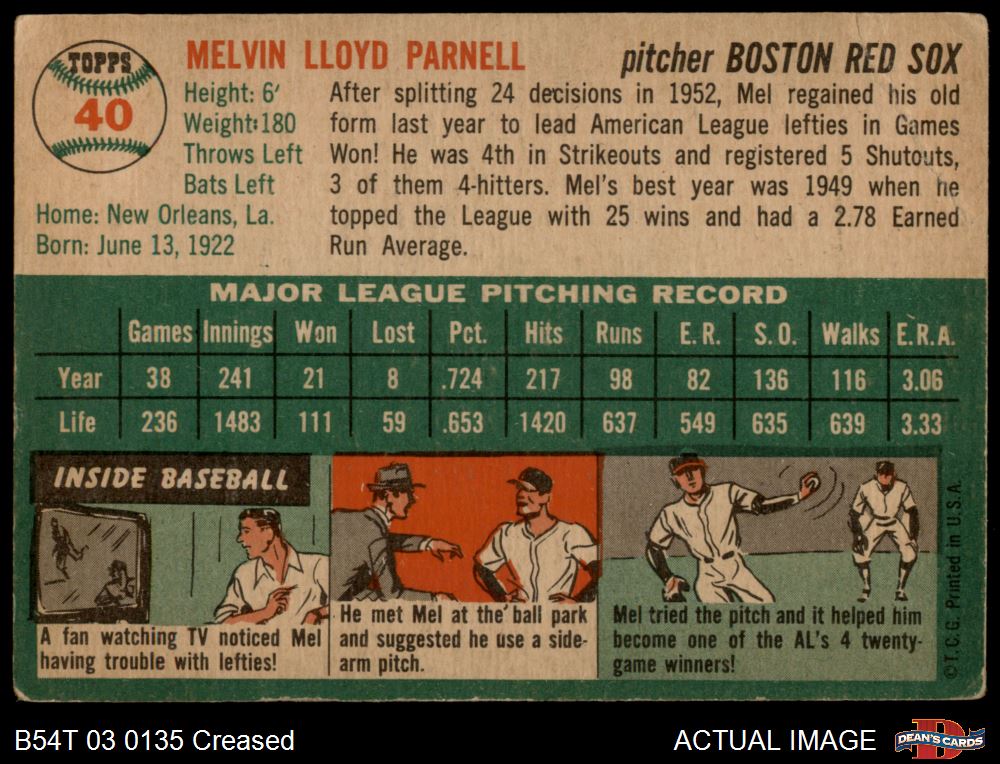 TOPPS
40
MELVIN LLOYD PARNELL
pitcher BOSTON RED SOX
Height: 6'
Weight:180
Throws Left
Bats Left
Home: New Orleans, La.
Born: June 13, 1922
After splitting 24 decisions in 1952, Mel regained his old
form last year to lead American League lefties in Games
Won! He was 4th in Strikeouts and registered 5 Shutouts,
3 of them 4-hitters. Mel's best year was 1949 when he
topped the League with 25 wins and had a 2.78 Earned
Run Average.
MAJOR LEAGUE PITCHING RECORD
Games Innings Won Lost Pct. Hits Runs E.R. S.O. Walks E.R.A.
Year 38 241 21 8 .724 217 98 82 136 116 3.06
Life 236 1483 111 59 .653 1420 637 549 635 639 3.33
INSIDE BASEBALL
A fan watching TV noticed Mel
having trouble with lefties!
He met Mel at the ball park
and suggested he use a side-
arm pitch.
Mel tried the pitch and it helped him
become one of the AL's 4 twenty-
game winners!
©T.C.G. Printed in U.S.A.
B54T 03 0135 Creased
ACTUAL IMAGE
DEAN'S CARDS